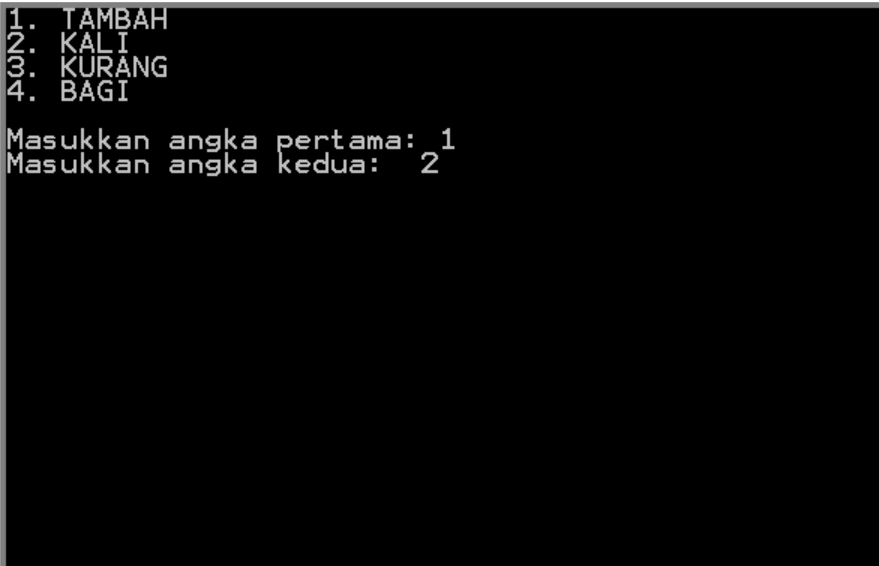 1. TAMBAH
2. KALI
3. KURANG
4. BAGI
Masukkan angka pertama: 1
Masukkan angka kedua: 2